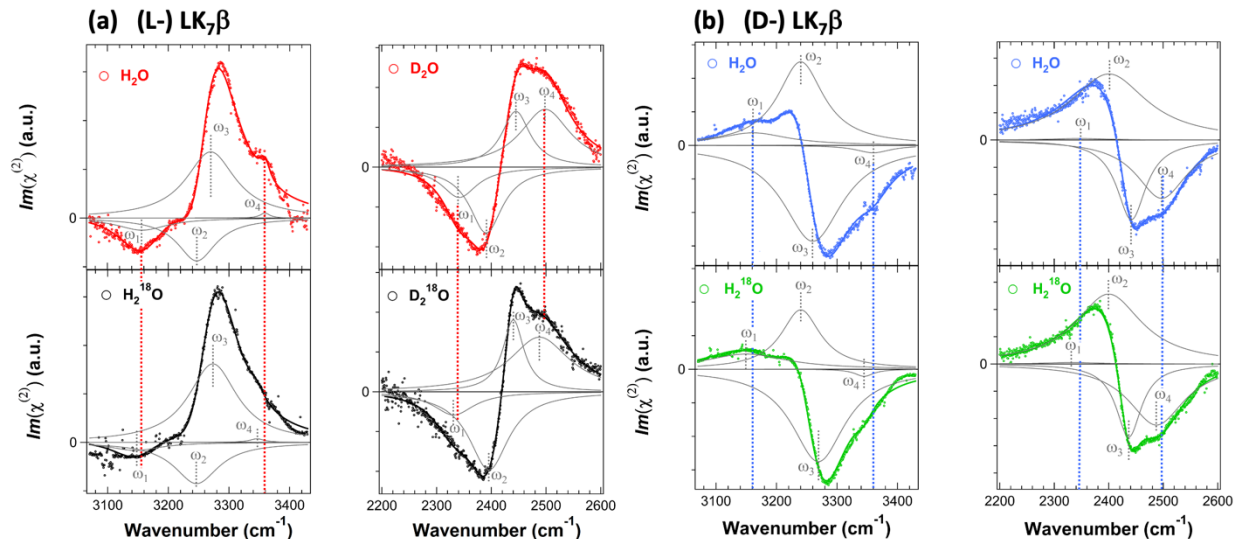 (a) (L-) LK₇β
(b) (D-) LK₇β
Im(χ⁽²⁾) (a.u.)
0
H₂O
ω₁
ω₂
ω₃
ω₄
0
D₂O
ω₁
ω₂
ω₃
ω₄
Im(χ⁽²⁾) (a.u.)
0
H₂O
ω₁
ω₂
ω₃
ω₄
0
H₂O
ω₁
ω₂
ω₃
ω₄
Im(χ⁽²⁾) (a.u.)
0
H₂¹⁸O
ω₁
ω₂
ω₃
ω₄
0
D₂¹⁸O
ω₁
ω₂
ω₃
ω₄
Im(χ⁽²⁾) (a.u.)
0
H₂¹⁸O
ω₁
ω₂
ω₃
ω₄
0
H₂¹⁸O
ω₁
ω₂
ω₃
ω₄
3100 3200 3300 3400
Wavenumber (cm⁻¹)
2200 2300 2400 2500 2600
Wavenumber (cm⁻¹)
3100 3200 3300 3400
Wavenumber (cm⁻¹)
2200 2300 2400 2500 2600
Wavenumber (cm⁻¹)